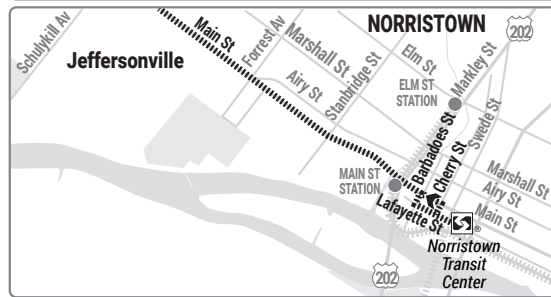 NORRISTOWN
202
Schulykill Av
Jeffersonville
Main St
Forrest Av
Marshall St
Airy St
Stanbridge St
Elm St
ELM ST
STATION
Markley St
Swede St
Barbadoes St
Cherry St
MAIN ST
STATION
Lafayette St
Marshall St
Airy St
Main St
®
Norristown
Transit
Center
202